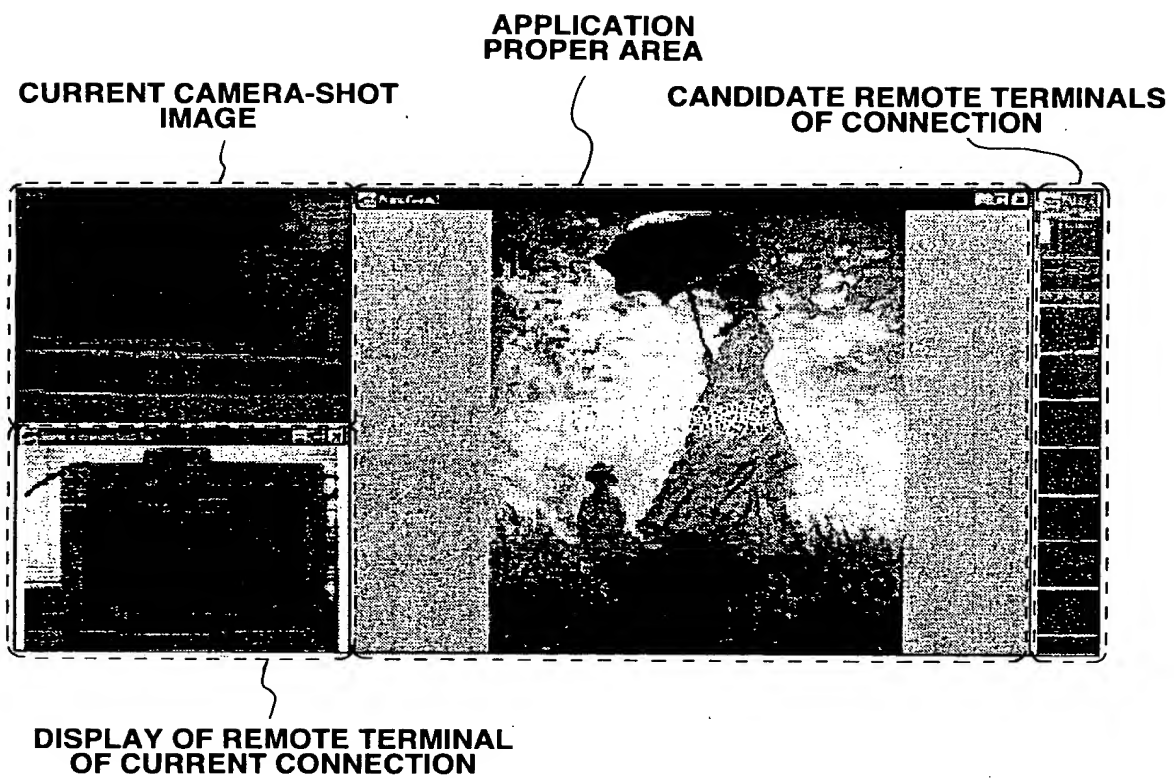 APPLICATION
PROPER AREA
CURRENT CAMERA-SHOT
IMAGE
CANDIDATE REMOTE TERMINALS
OF CONNECTION
DISPLAY OF REMOTE TERMINAL
OF CURRENT CONNECTION